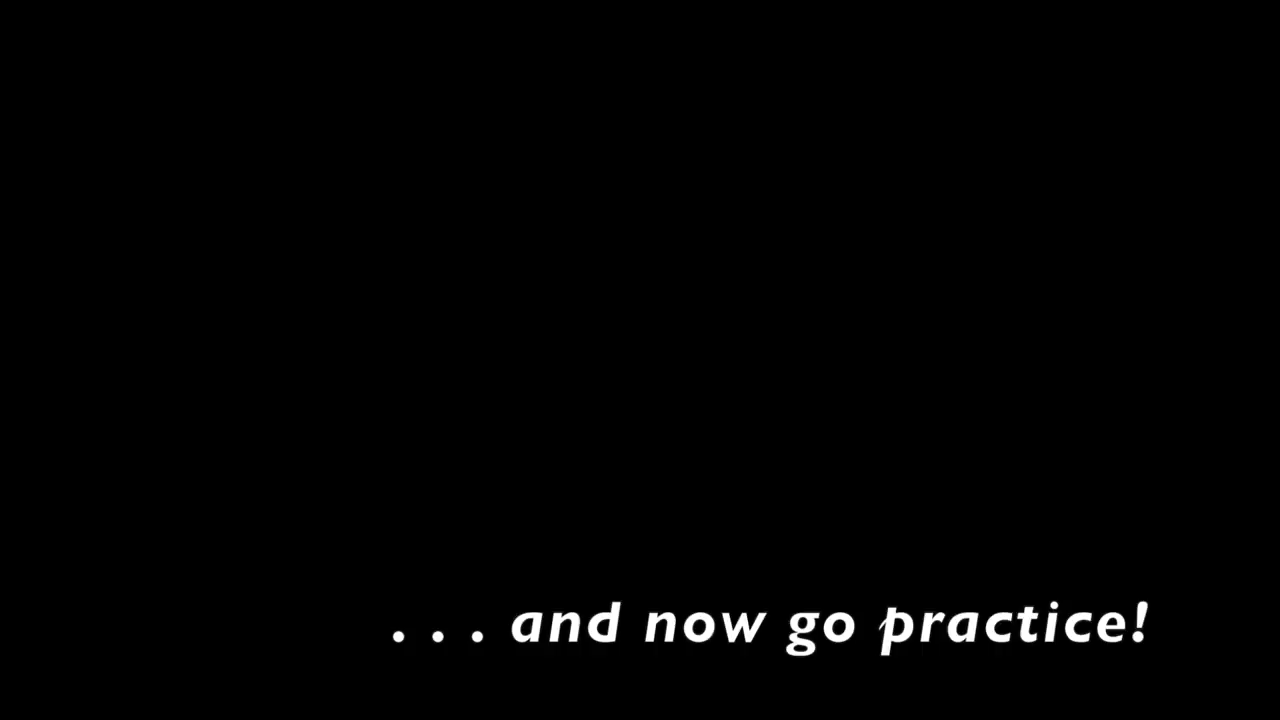 . . . and now go practice!